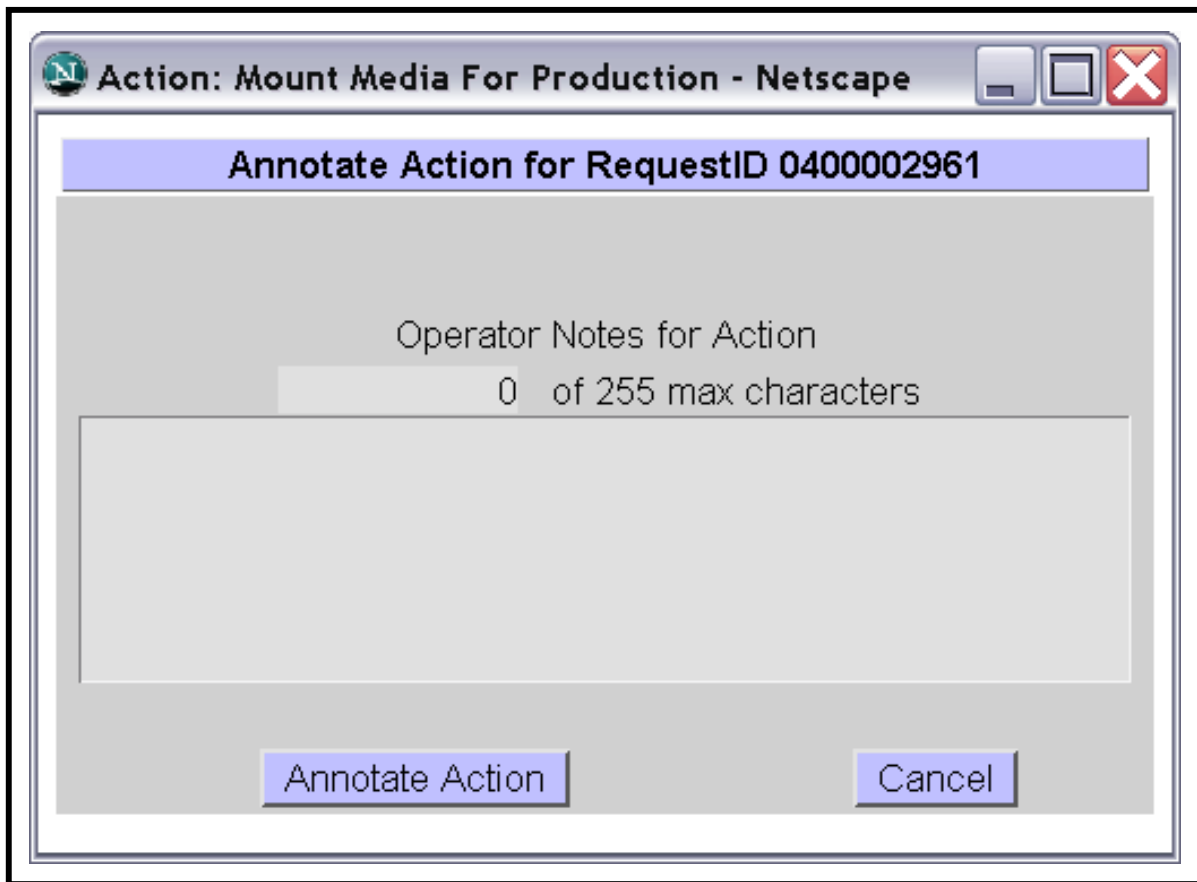 N Action: Mount Media For Production - Netscape
Annotate Action for RequestID 0400002961
Operator Notes for Action
0 of 255 max characters
Annotate Action Cancel